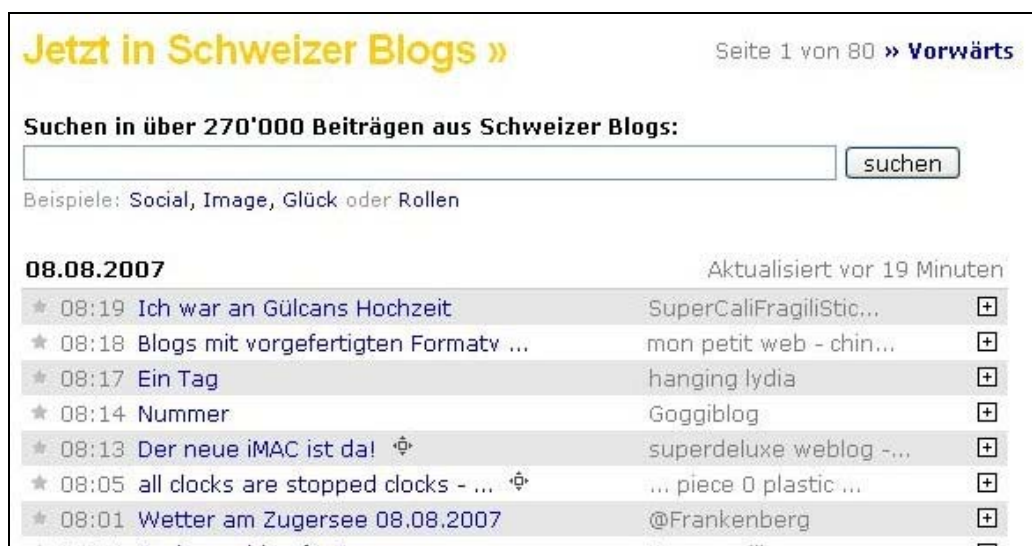 Jetzt in Schweizer Blogs » Seite 1 von 80 » Vorwärts
Suchen in über 270'000 Beiträgen aus Schweizer Blogs:
suchen
Beispiele: Social, Image, Glück oder Rollen
08.08.2007 Aktualisiert vor 19 Minuten
08:19 Ich war an Gülcans Hochzeit SuperCaliFragiliStic...
08:18 Blogs mit vorgefertigten Formatv ... mon petit web - chin...
08:17 Ein Tag hanging lydia
08:14 Nummer Goggiblog
08:13 Der neue iMAC ist da! superdeluxe weblog -...
08:05 all clocks are stopped clocks - ... ... piece 0 plastic ...
08:01 Wetter am Zugersee 08.08.2007 @Frankenberg